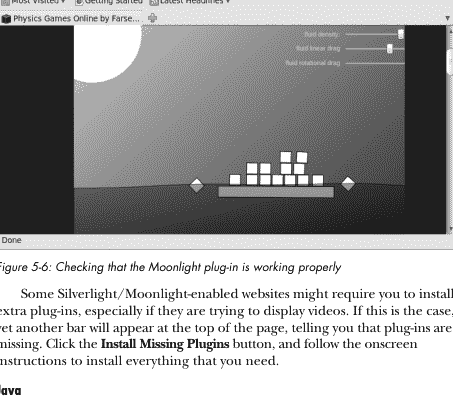 Most Visited Getting Started Latest Headlines
Physics Games Online by Farse...
fluid density:
fluid linear drag
fluid rotational drag
Done
Figure 5-6: Checking that the Moonlight plug-in is working properly
Some Silverlight/Moonlight-enabled websites might require you to install
extra plug-ins, especially if they are trying to display videos. If this is the case,
yet another bar will appear at the top of the page, telling you that plug-ins are
missing. Click the Install Missing Plugins button, and follow the onscreen
instructions to install everything that you need.
Java